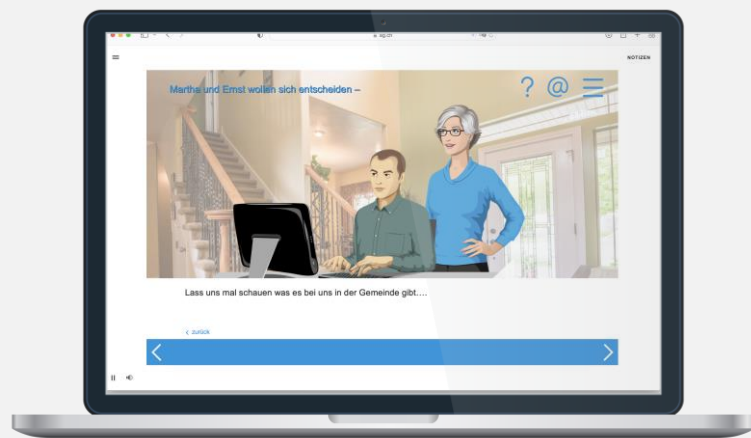 NOTIZEN
Martha und Ernst wollen sich entscheiden –
? @
Lass uns mal schauen was es bei uns in der Gemeinde gibt….
‹ zurück